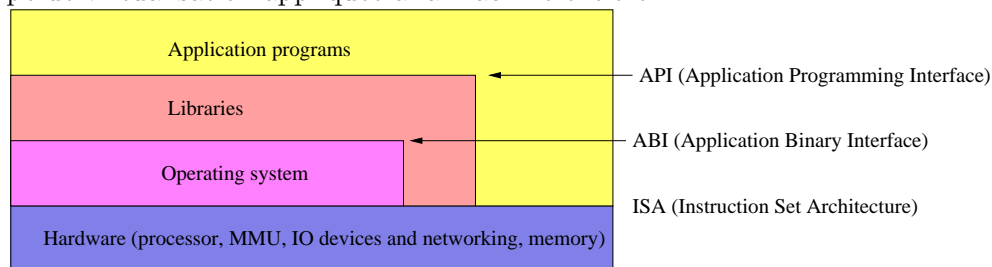 Application programs
API (Application Programming Interface)
Libraries
ABI (Application Binary Interface)
Operating system
ISA (Instruction Set Architecture)
Hardware (processor, MMU, IO devices and networking, memory)